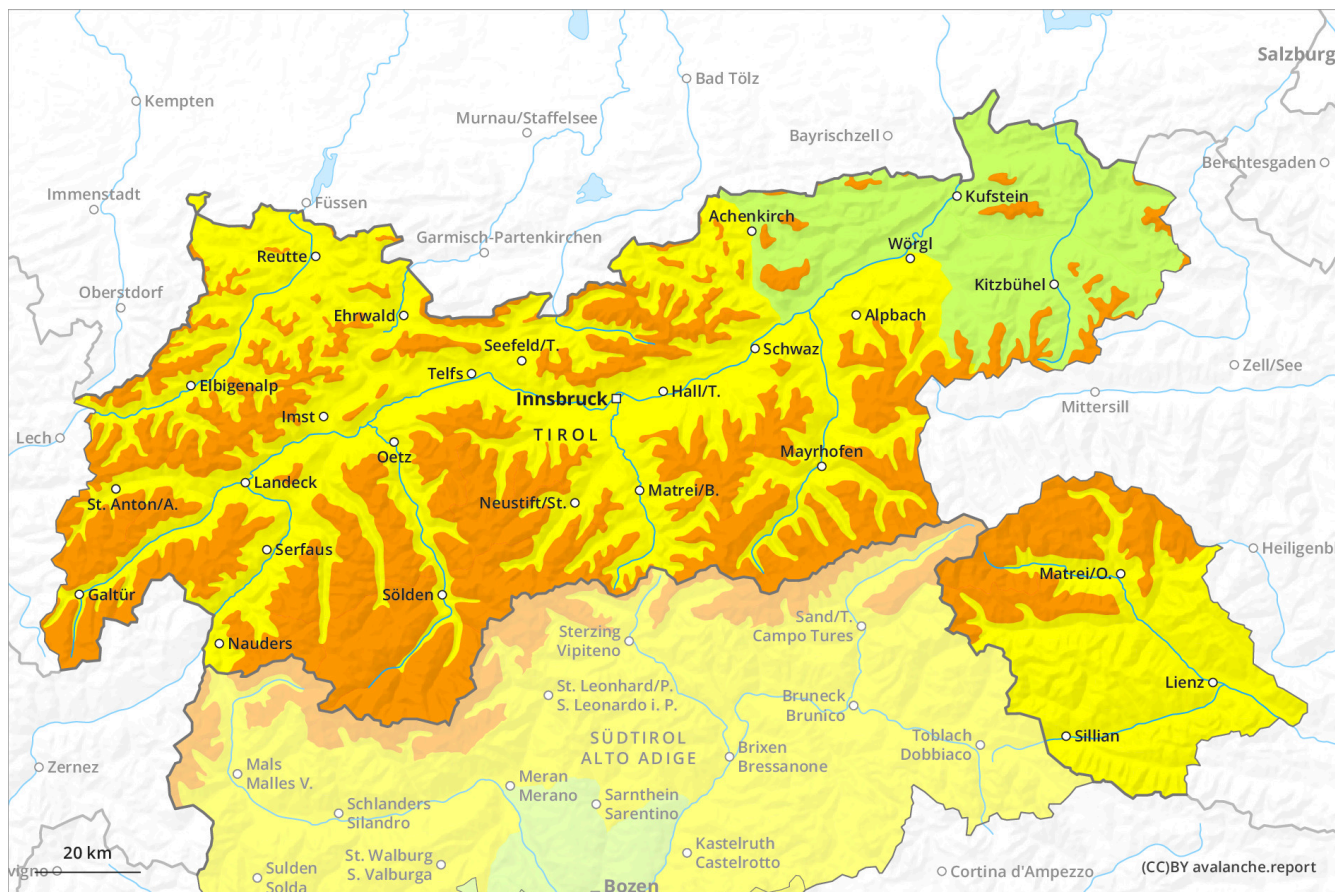 Salzburg
Kempten
Bad Tölz
Murnau/Staffelsee
Bayrischzell
Berchtesgaden
Immenstadt
Füssen
Kufstein
Achenkirch
Garmisch-Partenkirchen
Reutte
Wörgl
Oberstdorf
Kitzbühel
Ehrwald
Alpbach
Seefeld/T.
Schwaz
Zell/See
Telfs
Elbigenalp
Hall/T.
Innsbruck
Mittersill
Imst
TIROL
Lech
Oetz
Mayrhofen
Landeck
Matrei/B.
St. Anton/A.
Neustift/St.
Serfaus
Heiligenb
Matrei/O.
Galtür
Sölden
Sand/T.
Campo Tures
Sterzing
Vipiteno
Nauders
Lienz
St. Leonhard/P.
S. Leonardo i. P.
Bruneck
Brunico
SÜDTIROL
ALTO ADIGE
Toblach
Dobbiaco
Sillian
Brixen
Bressanone
Zernez
Mals
Malles V.
Meran
Merano
Sarnthein
Sarentino
Schlanders
Silandro
Kastelruth
Castelrotto
20 km
St. Walburg
S. Valburga
vigno
Sulden
Solda
Cortina d'Ampezzo
(CC)BY avalanche.report
Bozen